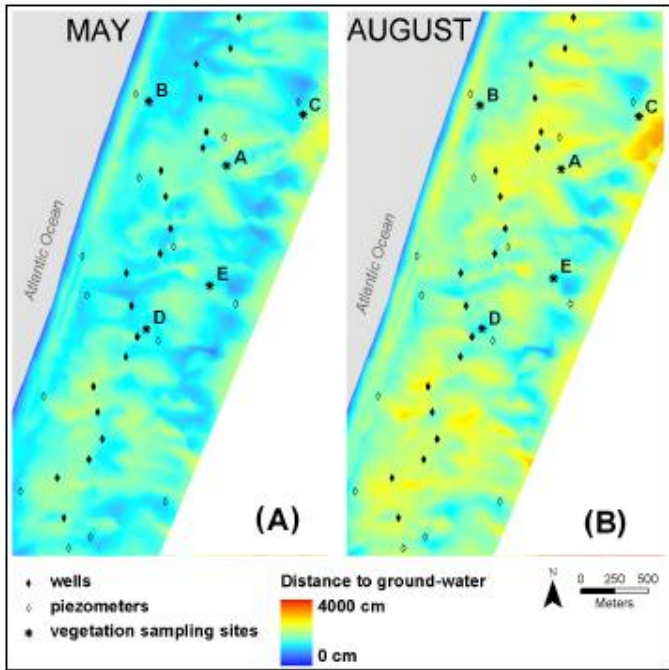 MAY
AUGUST
B
C
A
E
D
Atlantic Ocean
(A)
B
C
A
E
D
Atlantic Ocean
(B)
wells
piezometers
vegetation sampling sites
Distance to ground-water
4000 cm
0 cm
N
0 250 500
Meters